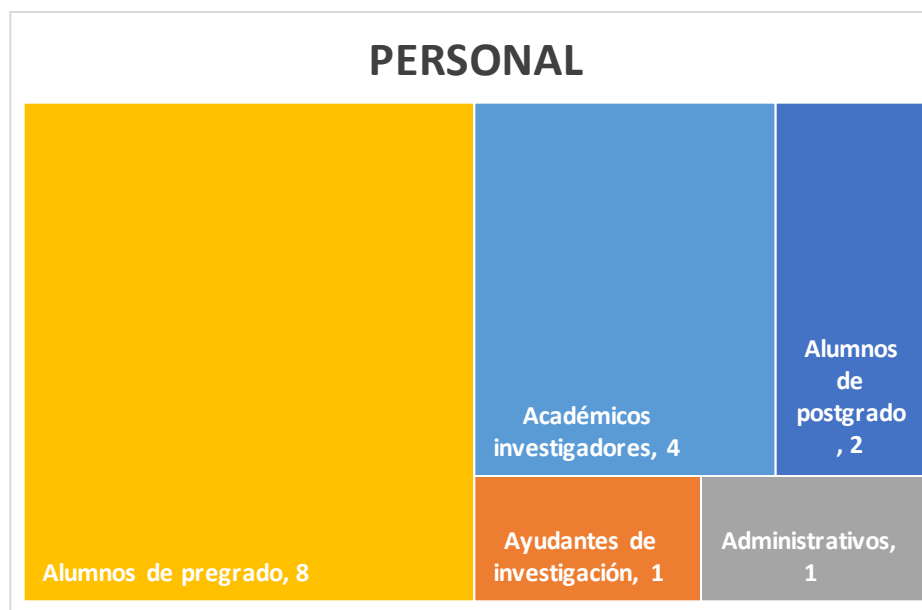 PERSONAL
Alumnos de pregrado, 8
Académicos
investigadores, 4
Alumnos
de
postgrado
, 2
Ayudantes de
investigación, 1
Administrativos,
1